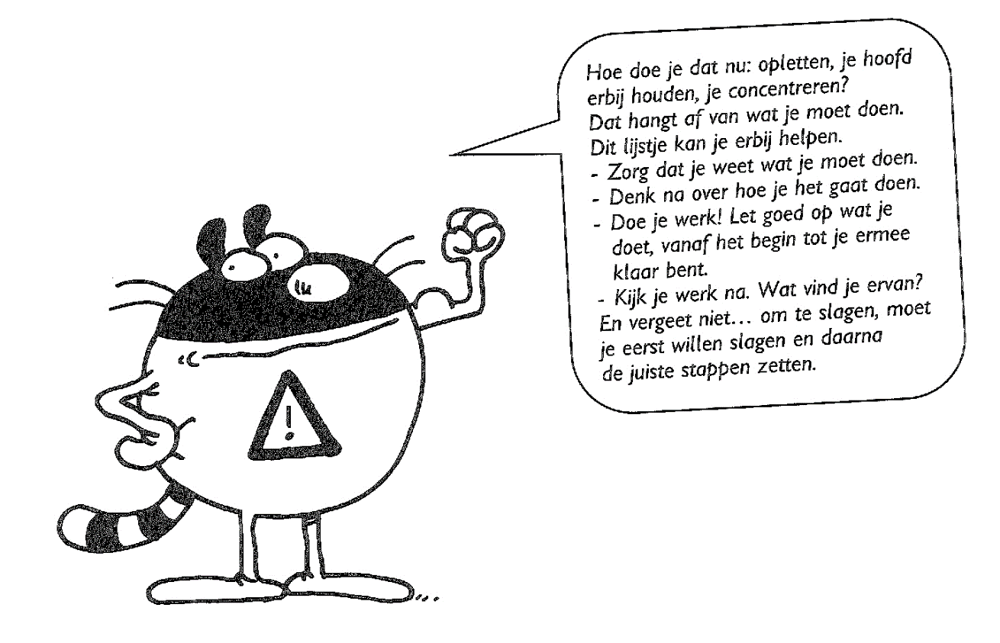 Hoe doe je dat nu: opletten, je hoofd
erbij houden, je concentreren?
Dat hangt af van wat je moet doen.
Dit lijstje kan je erbij helpen.
- Zorg dat je weet wat je moet doen.
- Denk na over hoe je het gaat doen.
- Doe je werk! Let goed op wat je
doet, vanaf het begin tot je ermee
klaar bent.
- Kijk je werk na. Wat vind je ervan?
En vergeet niet... om te slagen, moet
je eerst willen slagen en daarna
de juiste stappen zetten.
!